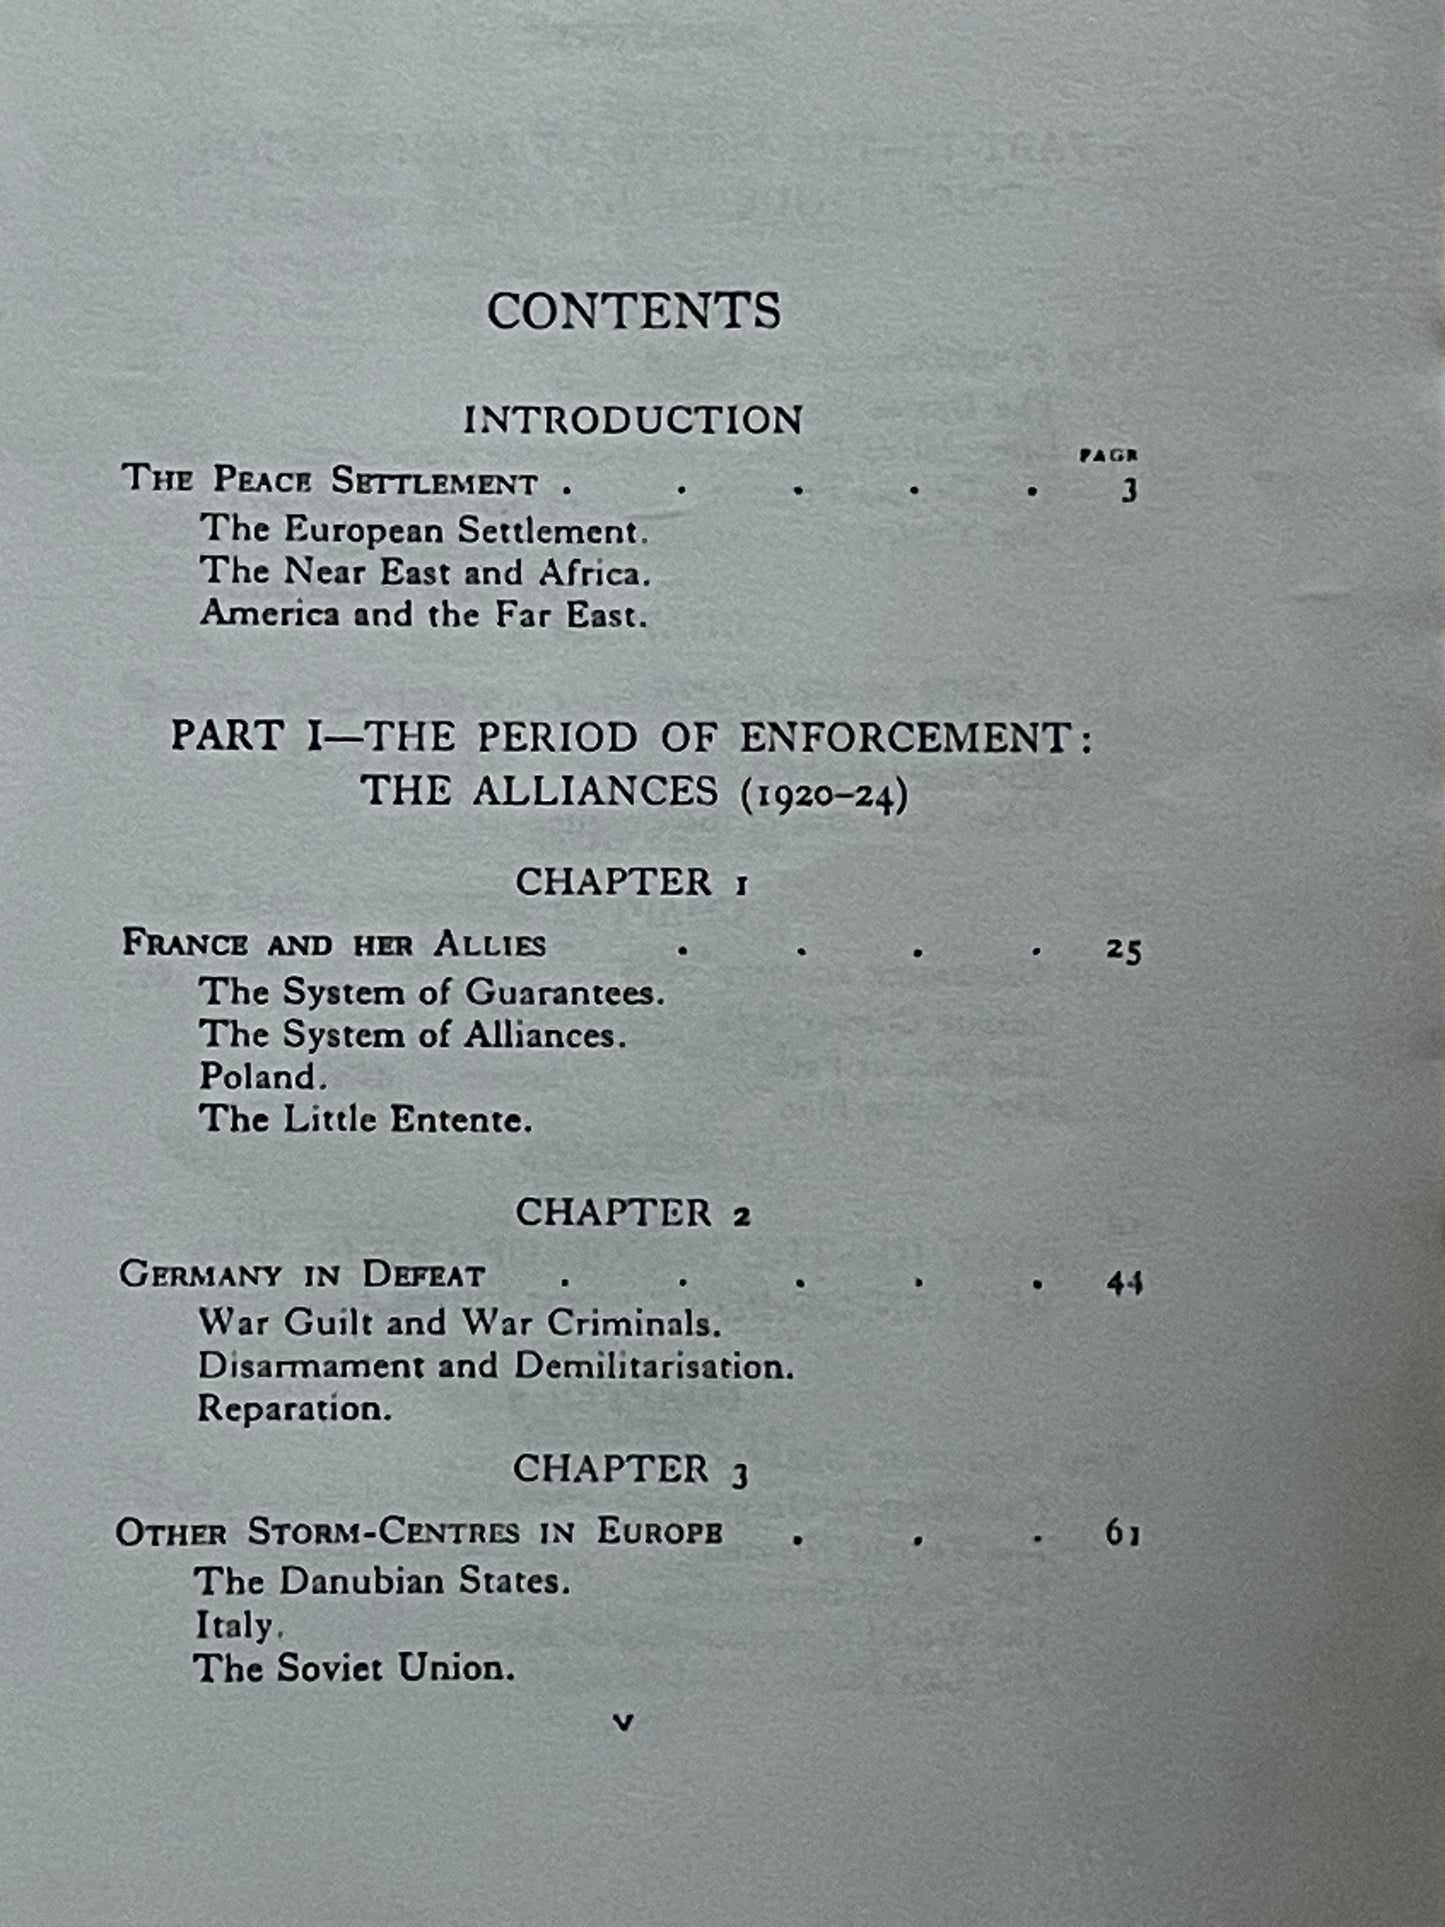 CONTENTS
INTRODUCTION
PAGE
THE PEACE SETTLEMENT . . . . . 3
The European Settlement.
The Near East and Africa.
America and the Far East.
PART I—THE PERIOD OF ENFORCEMENT:
THE ALLIANCES (1920–24)
CHAPTER 1
FRANCE AND HER ALLIES . . . . 25
The System of Guarantees.
The System of Alliances.
Poland.
The Little Entente.
CHAPTER 2
GERMANY IN DEFEAT . . . . . 44
War Guilt and War Criminals.
Disarmament and Demilitarisation.
Reparation.
CHAPTER 3
OTHER STORM-CENTRES IN EUROPE . . . 61
The Danubian States.
Italy.
The Soviet Union.
v